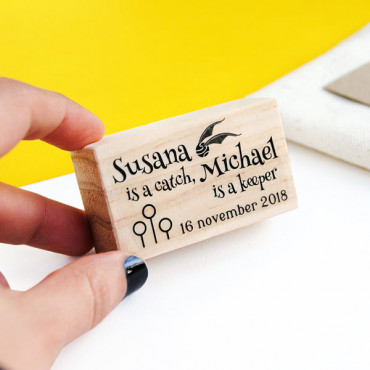 Susana
is a catch, Michael
is a keeper
16 november 2018